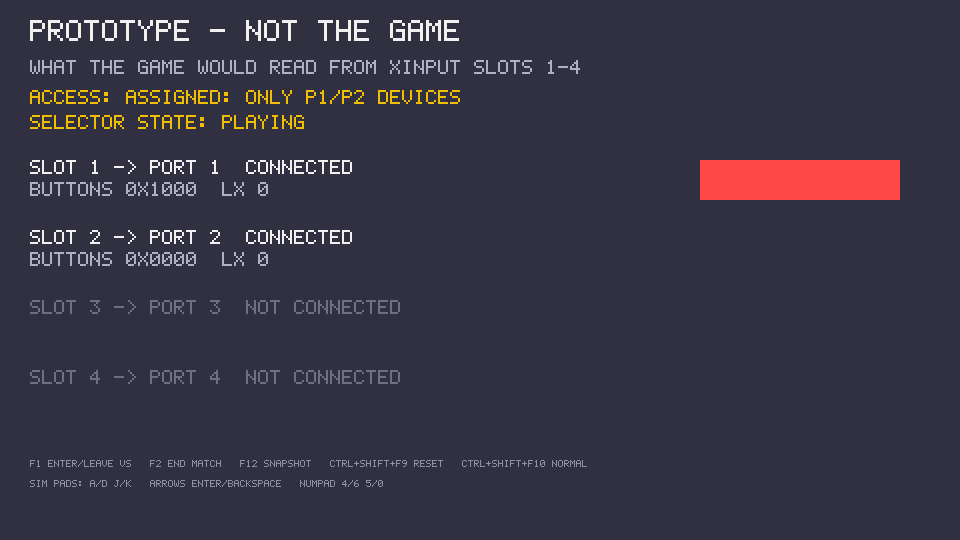 PROTOTYPE - NOT THE GAME
WHAT THE GAME WOULD READ FROM XINPUT SLOTS 1-4
ACCESS: ASSIGNED: ONLY P1/P2 DEVICES
SELECTOR STATE: PLAYING
SLOT 1 -> PORT 1  CONNECTED
BUTTONS 0X1000  LX 0
SLOT 2 -> PORT 2  CONNECTED
BUTTONS 0X0000  LX 0
SLOT 3 -> PORT 3  NOT CONNECTED
SLOT 4 -> PORT 4  NOT CONNECTED
F1 ENTER/LEAVE VS   F2 END MATCH   F12 SNAPSHOT   CTRL+SHIFT+F9 RESET   CTRL+SHIFT+F10 NORMAL
SIM PADS: A/D J/K   ARROWS ENTER/BACKSPACE   NUMPAD 4/6 5/0